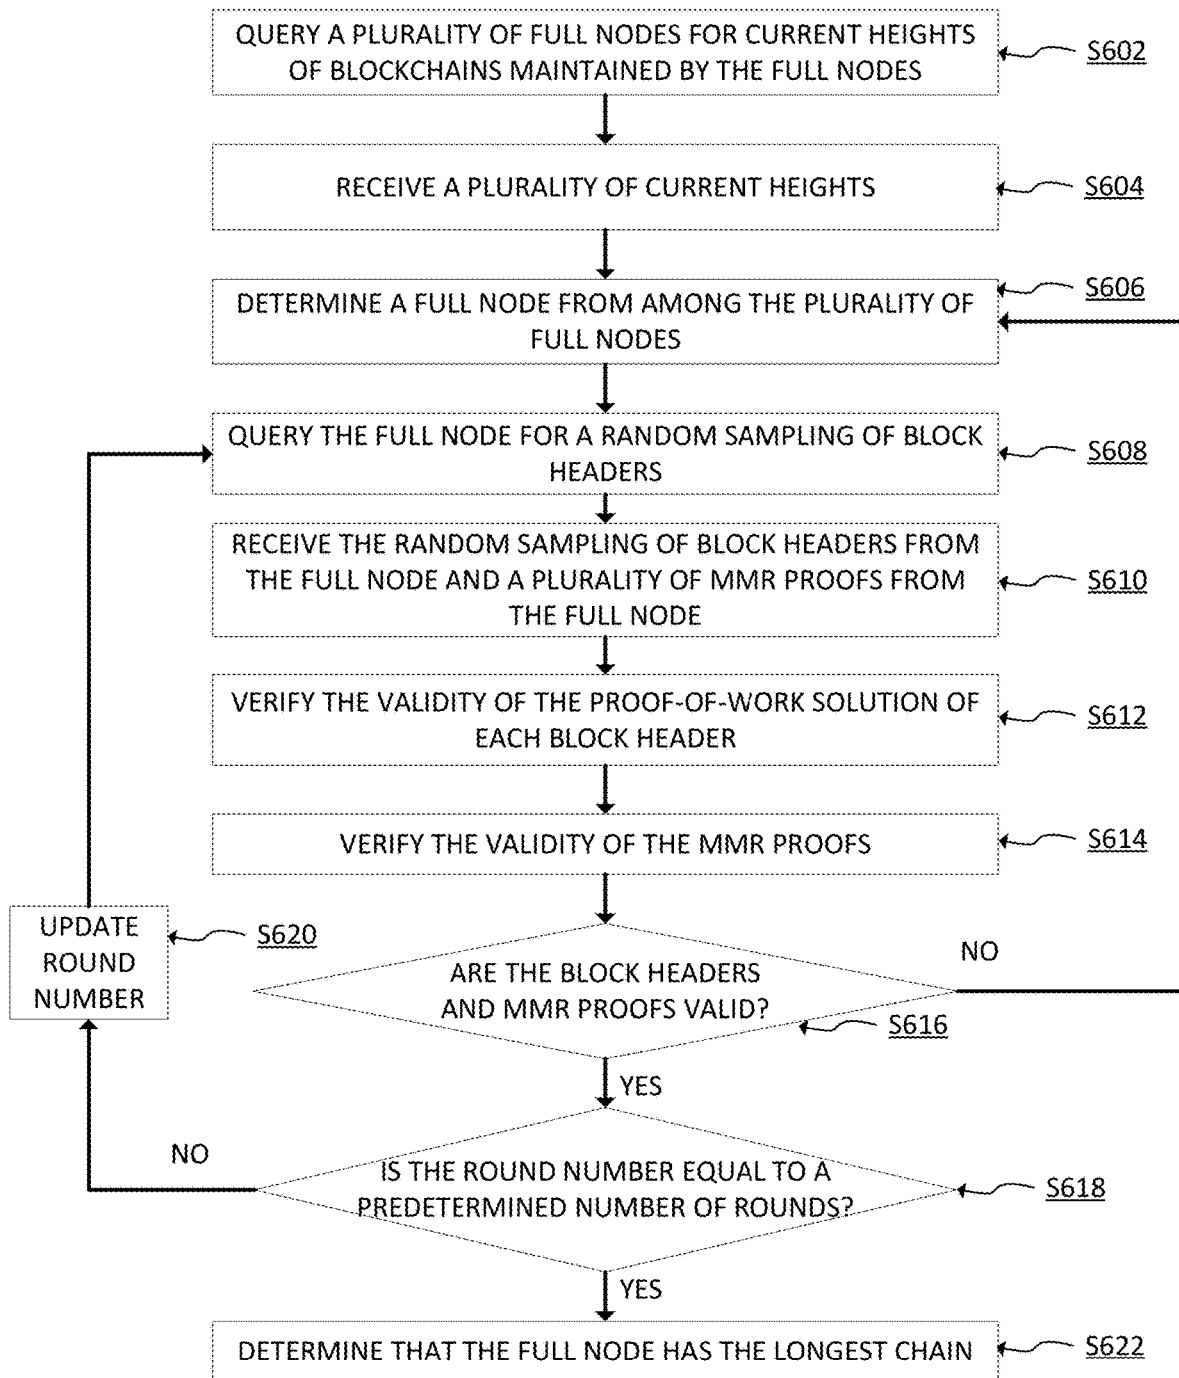 QUERY A PLURALITY OF FULL NODES FOR CURRENT HEIGHTS
OF BLOCKCHAINS MAINTAINED BY THE FULL NODES
S602
RECEIVE A PLURALITY OF CURRENT HEIGHTS
S604
DETERMINE A FULL NODE FROM AMONG THE PLURALITY OF
FULL NODES
S606
QUERY THE FULL NODE FOR A RANDOM SAMPLING OF BLOCK
HEADERS
S608
RECEIVE THE RANDOM SAMPLING OF BLOCK HEADERS FROM
THE FULL NODE AND A PLURALITY OF MMR PROOFS FROM
THE FULL NODE
S610
VERIFY THE VALIDITY OF THE PROOF-OF-WORK SOLUTION OF
EACH BLOCK HEADER
S612
VERIFY THE VALIDITY OF THE MMR PROOFS
S614
UPDATE
ROUND
NUMBER
S620
ARE THE BLOCK HEADERS
AND MMR PROOFS VALID?
NO
S616
YES
NO
IS THE ROUND NUMBER EQUAL TO A
PREDETERMINED NUMBER OF ROUNDS?
S618
YES
DETERMINE THAT THE FULL NODE HAS THE LONGEST CHAIN
S622